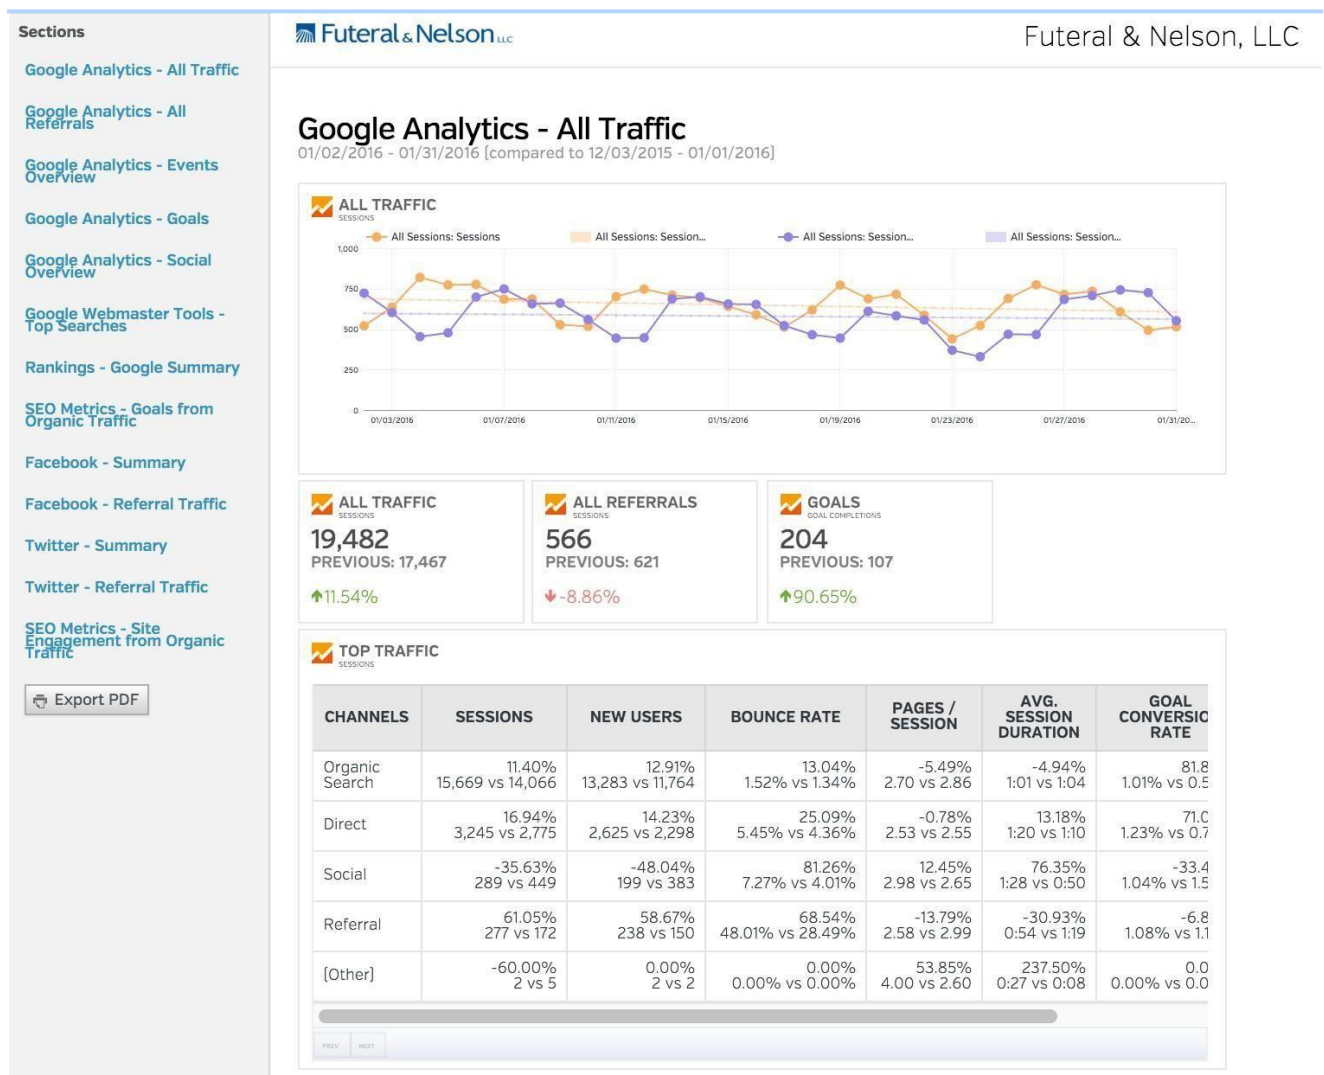 Sections
Google Analytics - All Traffic
Google Analytics - All
Referrals
Google Analytics - Events
Overview
Google Analytics - Goals
Google Analytics - Social
Overview
Google Webmaster Tools -
Top Searches
Rankings - Google Summary
SEO Metrics - Goals from
Organic Traffic
Facebook - Summary
Facebook - Referral Traffic
Twitter - Summary
Twitter - Referral Traffic
SEO Metrics - Site
Engagement from Organic
Traffic
Export PDF
Futeral & Nelson LLC
Futeral & Nelson, LLC
Google Analytics - All Traffic
01/02/2016 - 01/31/2016 [compared to 12/03/2015 - 01/01/2016]
ALL TRAFFIC
SESSIONS
All Sessions: Sessions
All Sessions: Session...
All Sessions: Session...
All Sessions: Session...
1,000
750
500
250
0
01/03/2016
01/07/2016
01/11/2016
01/15/2016
01/19/2016
01/23/2016
01/27/2016
01/31/20...
ALL TRAFFIC
SESSIONS
19,482
PREVIOUS: 17,467
11.54%
ALL REFERRALS
SESSIONS
566
PREVIOUS: 621
-8.86%
GOALS
GOAL COMPLETIONS
204
PREVIOUS: 107
90.65%
TOP TRAFFIC
SESSIONS
CHANNELS
SESSIONS
NEW USERS
BOUNCE RATE
PAGES /
SESSION
AVG.
SESSION
DURATION
GOAL
CONVERSIO
RATE
Organic
Search
11.40%
15,669 vs 14,066
12.91%
13,283 vs 11,764
13.04%
1.52% vs 1.34%
-5.49%
2.70 vs 2.86
-4.94%
1:01 vs 1:04
81.8
1.01% vs 0.5
Direct
16.94%
3,245 vs 2,775
14.23%
2,625 vs 2,298
25.09%
5.45% vs 4.36%
-0.78%
2.53 vs 2.55
13.18%
1:20 vs 1:10
71.0
1.23% vs 0.7
Social
-35.63%
289 vs 449
-48.04%
199 vs 383
81.26%
7.27% vs 4.01%
12.45%
2.98 vs 2.65
76.35%
1:28 vs 0:50
-33.4
1.04% vs 1.5
Referral
61.05%
277 vs 172
58.67%
238 vs 150
68.54%
48.01% vs 28.49%
-13.79%
2.58 vs 2.99
-30.93%
0:54 vs 1:19
-6.8
1.08% vs 1.1
[Other]
-60.00%
2 vs 5
0.00%
2 vs 2
0.00%
0.00% vs 0.00%
53.85%
4.00 vs 2.60
237.50%
0:27 vs 0:08
0.0
0.00% vs 0.0
PREV
NEXT